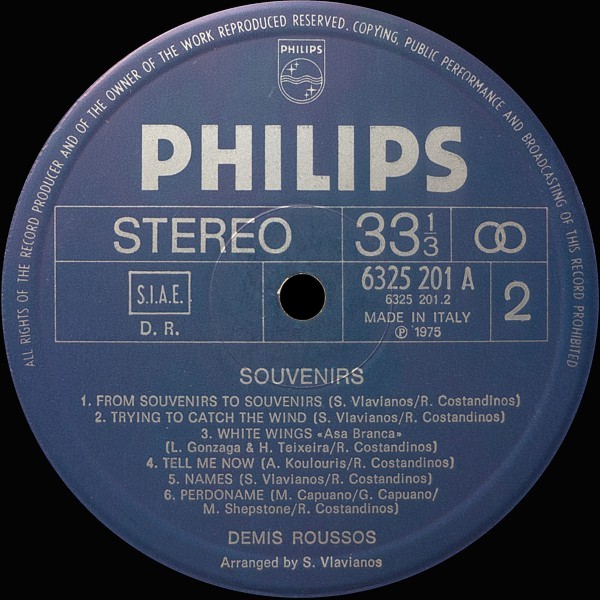 ALL RIGHTS OF THE RECORD PRODUCER AND OF THE OWNER OF THE WORK REPRODUCED RESERVED. COPYING, PUBLIC PERFORMANCE AND BROADCASTING OF THIS RECORD PROHIBITED
PHILIPS
PHILIPS
STEREO 33 1/3
S.I.A.E.
D. R.
6325 201 A
6325 201.2
MADE IN ITALY
℗ 1975
2
SOUVENIRS
1. FROM SOUVENIRS TO SOUVENIRS (S. Vlavianos/R. Costandinos)
2. TRYING TO CATCH THE WIND (S. Vlavianos/R. Costandinos)
3. WHITE WINGS «Asa Branca»
(L. Gonzaga & H. Teixeira/R. Costandinos)
4. TELL ME NOW (A. Koulouris/R. Costandinos)
5. NAMES (S. Vlavianos/R. Costandinos)
6. PERDONAME (M. Capuano/G. Capuano/
M. Shepstone/R. Costandinos)
DEMIS ROUSSOS
Arranged by S. Vlavianos